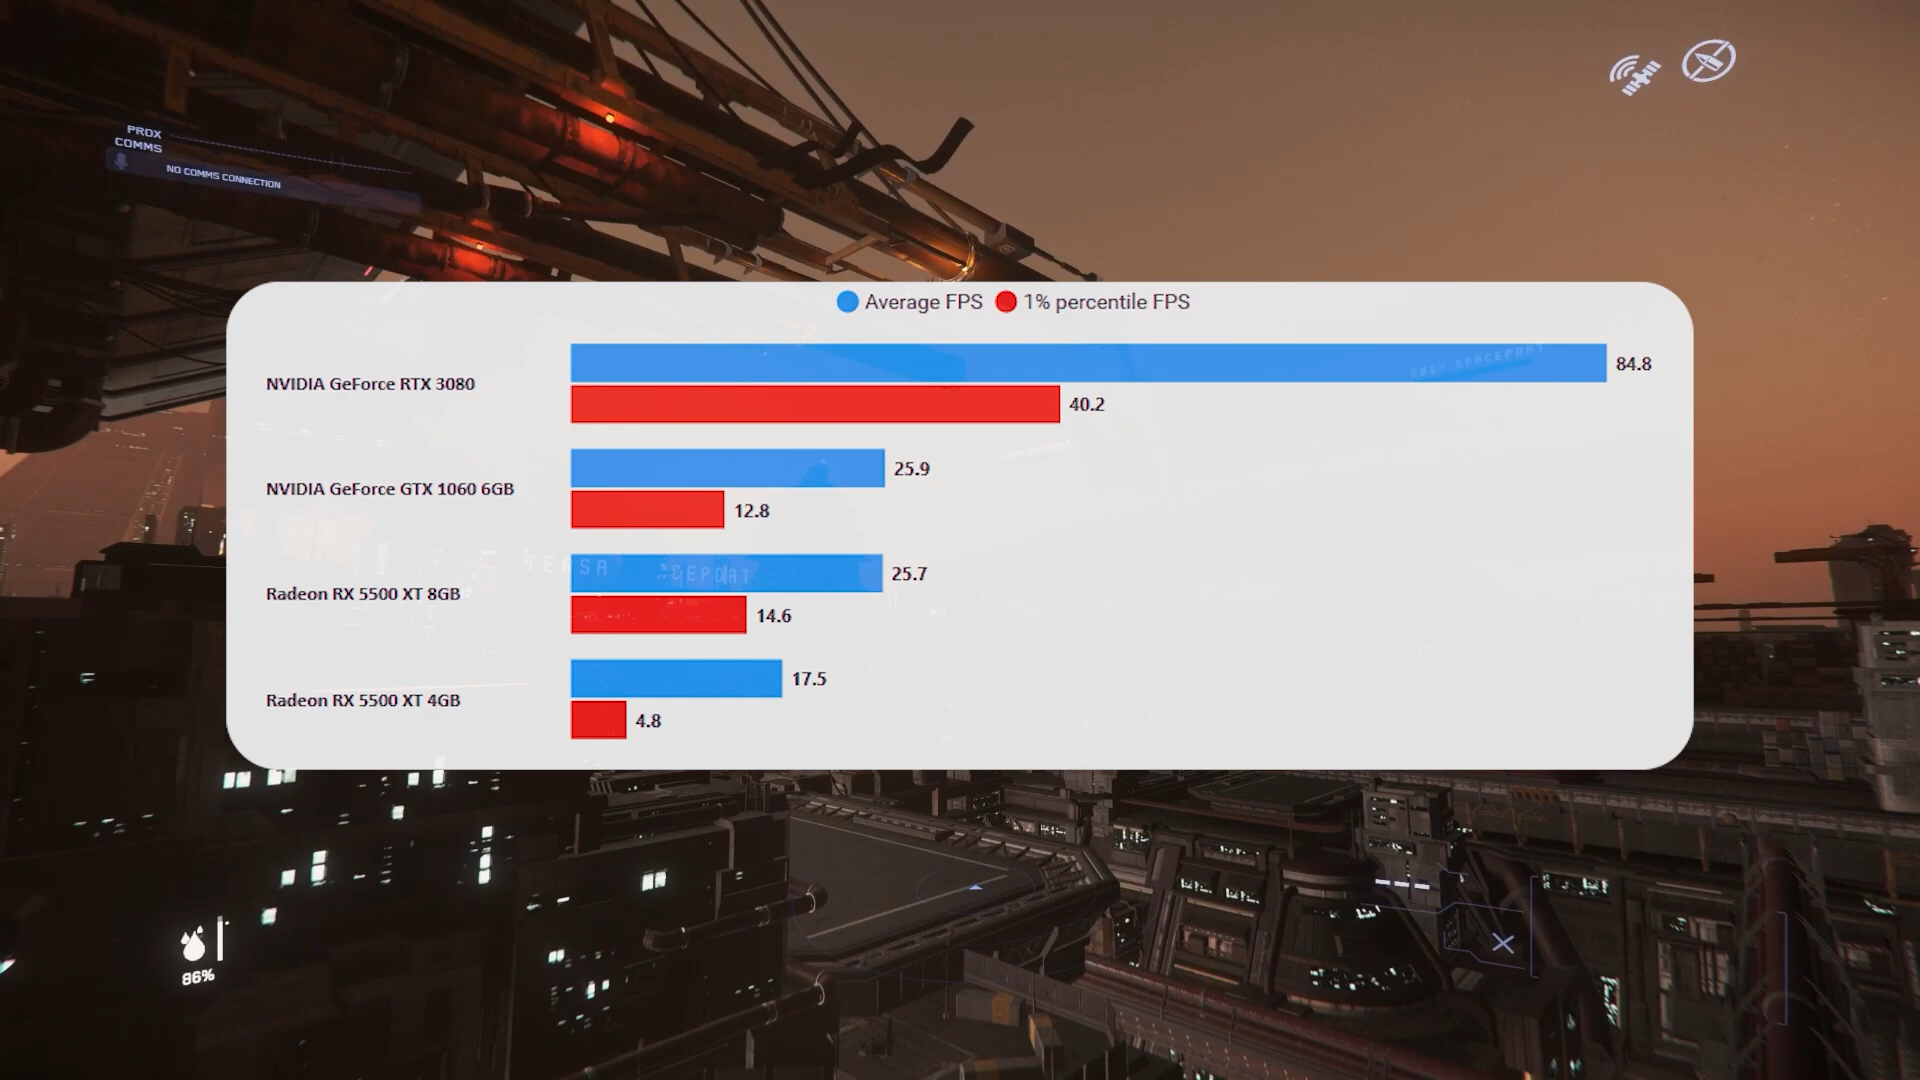 PROX
COMMS
NO COMMS CONNECTION
Average FPS 1% percentile FPS
NVIDIA GeForce RTX 3080
84.8
40.2
NVIDIA GeForce GTX 1060 6GB
25.9
12.8
Radeon RX 5500 XT 8GB
25.7
14.6
Radeon RX 5500 XT 4GB
17.5
4.8
86%